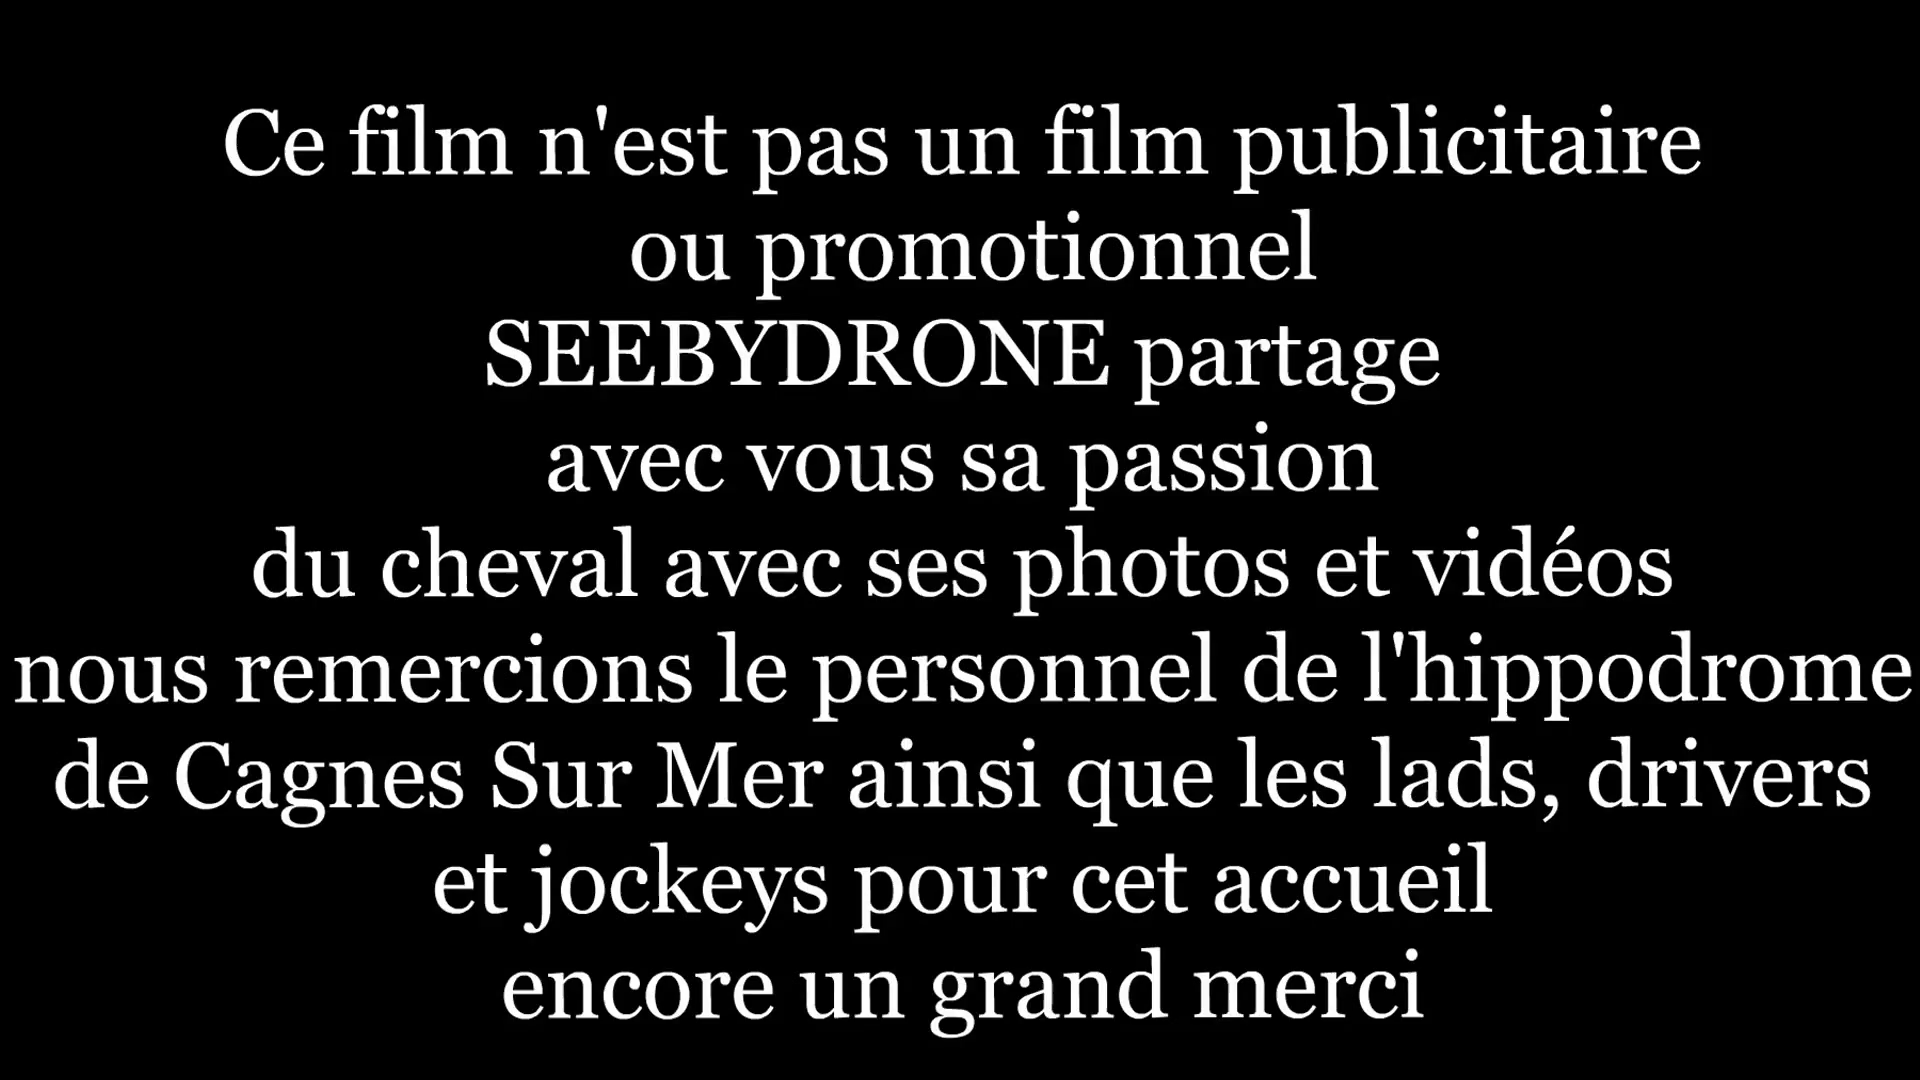 Ce film n'est pas un film publicitaire
ou promotionnel
SEEBYDRONE partage
avec vous sa passion
du cheval avec ses photos et vidéos
nous remercions le personnel de l'hippodrome
de Cagnes Sur Mer ainsi que les lads, drivers
et jockeys pour cet accueil
encore un grand merci